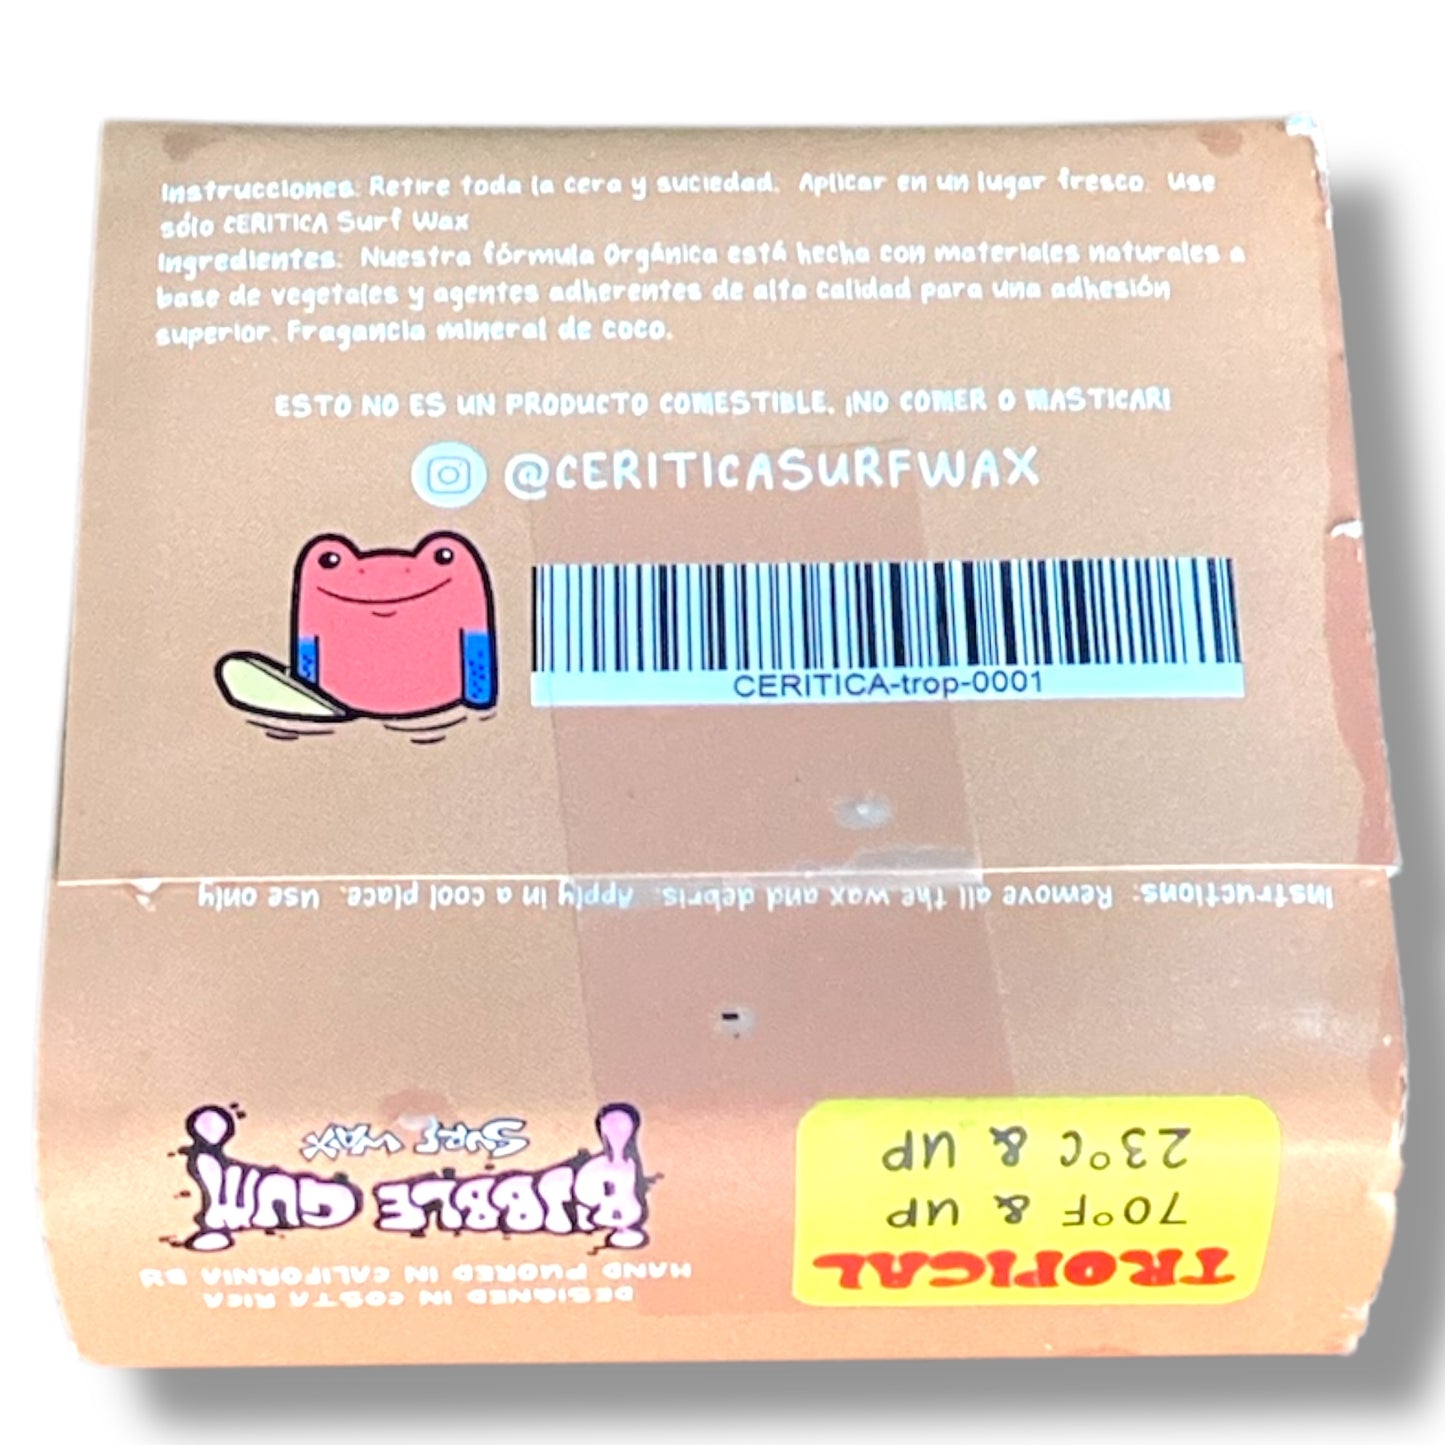 Instrucciones: Retire toda la cera y suciedad. Aplicar en un lugar fresco. Use
sólo CERITICA Surf Wax
Ingredientes: Nuestra fórmula Orgánica está hecha con materiales naturales a
base de vegetales y agentes adherentes de alta calidad para una adhesión
superior. Fragancia mineral de coco.
ESTO NO ES UN PRODUCTO COMESTIBLE. ¡NO COMER O MASTICAR!
@CERITICASURFWAX
CERITICA-trop-0001
Instructions: Remove all the wax and debris. Apply in a cool place. Use only
DESIGNED IN COSTA RICA
HAND PUORED IN CALIFORNIA BY
BUBBLE GUM
SURF WAX
TROPICAL
70°F & UP
23°C & UP